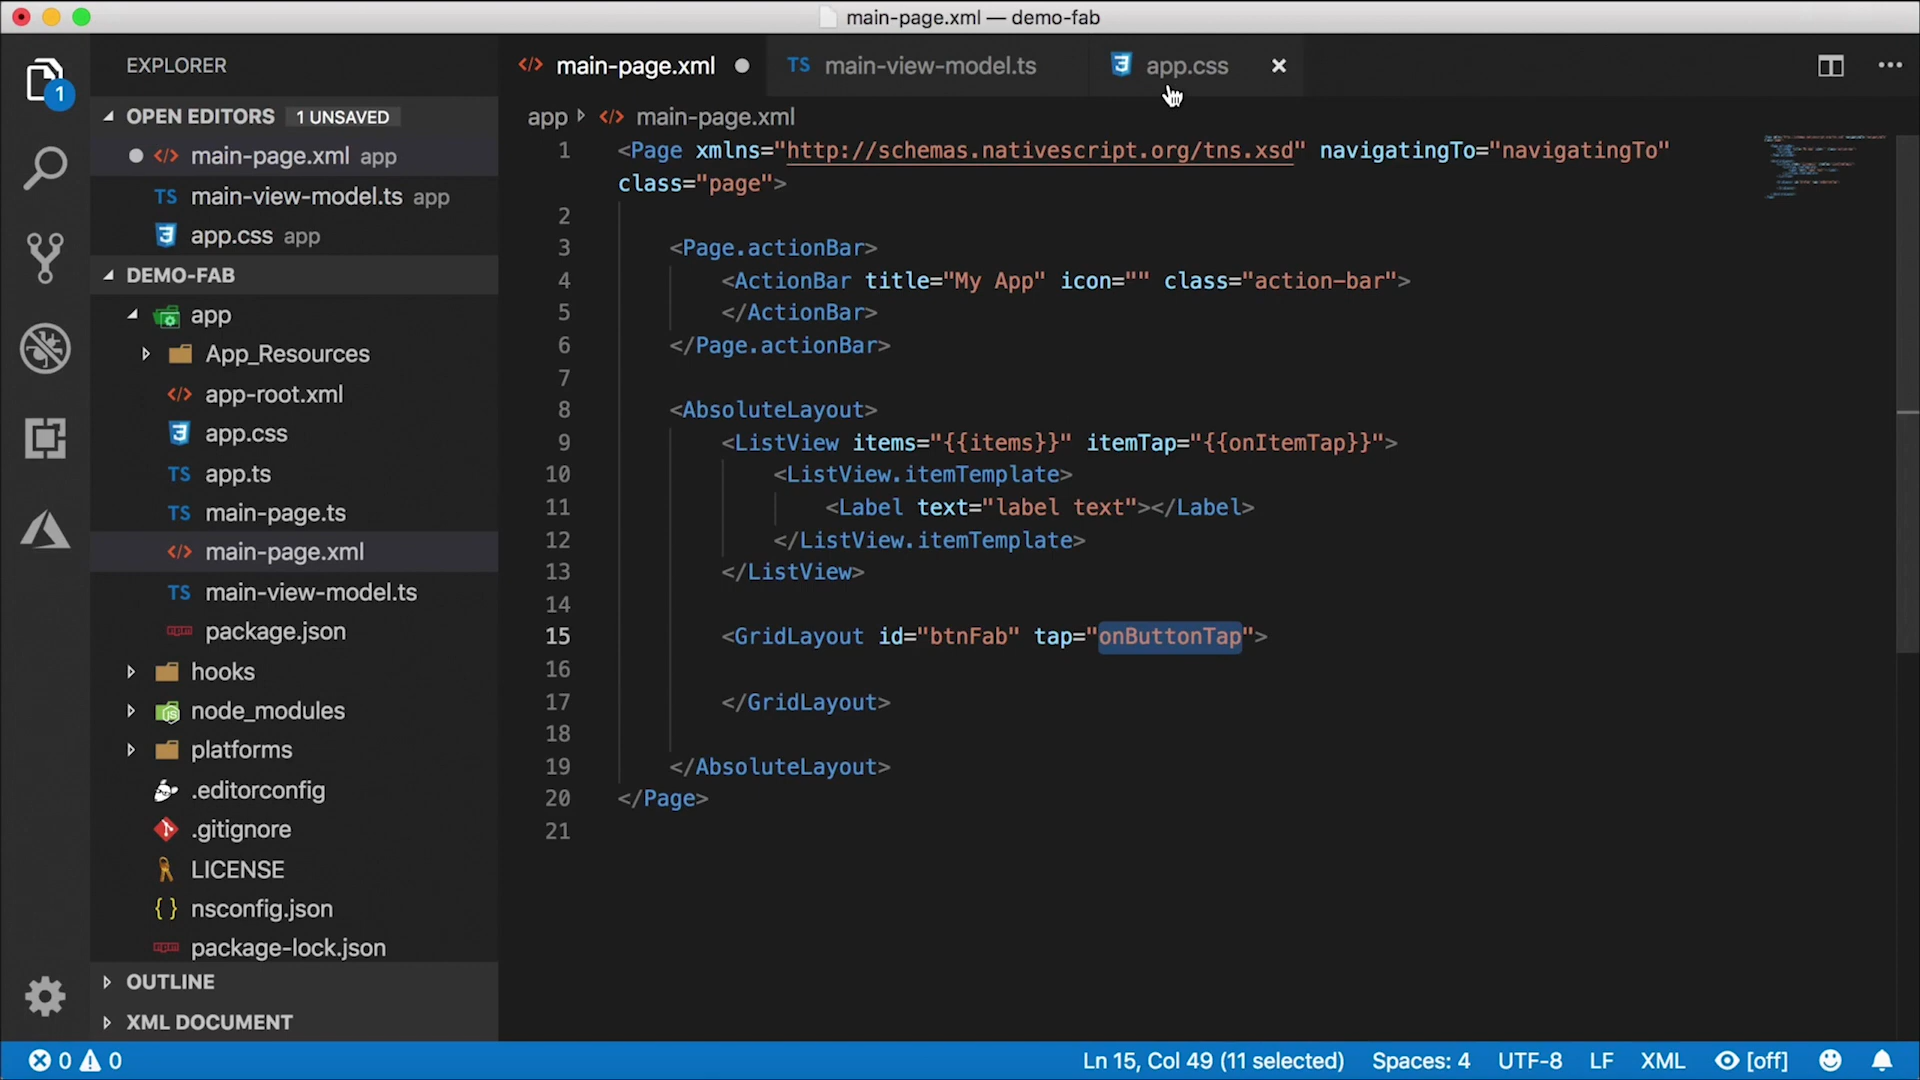 main-page.xml — demo-fab
EXPLORER
OPEN EDITORS 1 UNSAVED
main-page.xml app
TS main-view-model.ts app
app.css app
DEMO-FAB
app
App_Resources
app-root.xml
app.css
TS app.ts
TS main-page.ts
main-page.xml
TS main-view-model.ts
package.json
hooks
node_modules
platforms
.editorconfig
.gitignore
LICENSE
{ } nsconfig.json
package-lock.json
OUTLINE
XML DOCUMENT
1
main-page.xml
TS main-view-model.ts
app.css
app main-page.xml
1 <Page xmlns="http://schemas.nativescript.org/tns.xsd" navigatingTo="navigatingTo"
class="page">
2
3 <Page.actionBar>
4 <ActionBar title="My App" icon="" class="action-bar">
5 </ActionBar>
6 </Page.actionBar>
7
8 <AbsoluteLayout>
9 <ListView items="{{items}}" itemTap="{{onItemTap}}">
10 <ListView.itemTemplate>
11 <Label text="label text"></Label>
12 </ListView.itemTemplate>
13 </ListView>
14
15 <GridLayout id="btnFab" tap="onButtonTap">
16
17 </GridLayout>
18
19 </AbsoluteLayout>
20 </Page>
21
0 0
Ln 15, Col 49 (11 selected) Spaces: 4 UTF-8 LF XML [off]